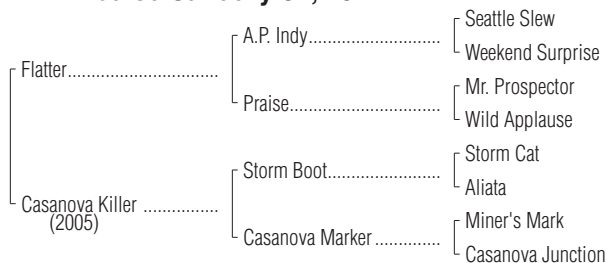 Seattle Slew
A.P. Indy
Weekend Surprise
Flatter
Mr. Prospector
Praise
Wild Applause
Storm Cat
Storm Boot
Aliata
Casanova Killer
(2005)
Miner's Mark
Casanova Marker
Casanova Junction